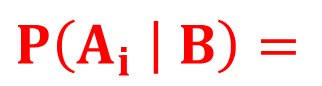 P(Aᵢ | B) =